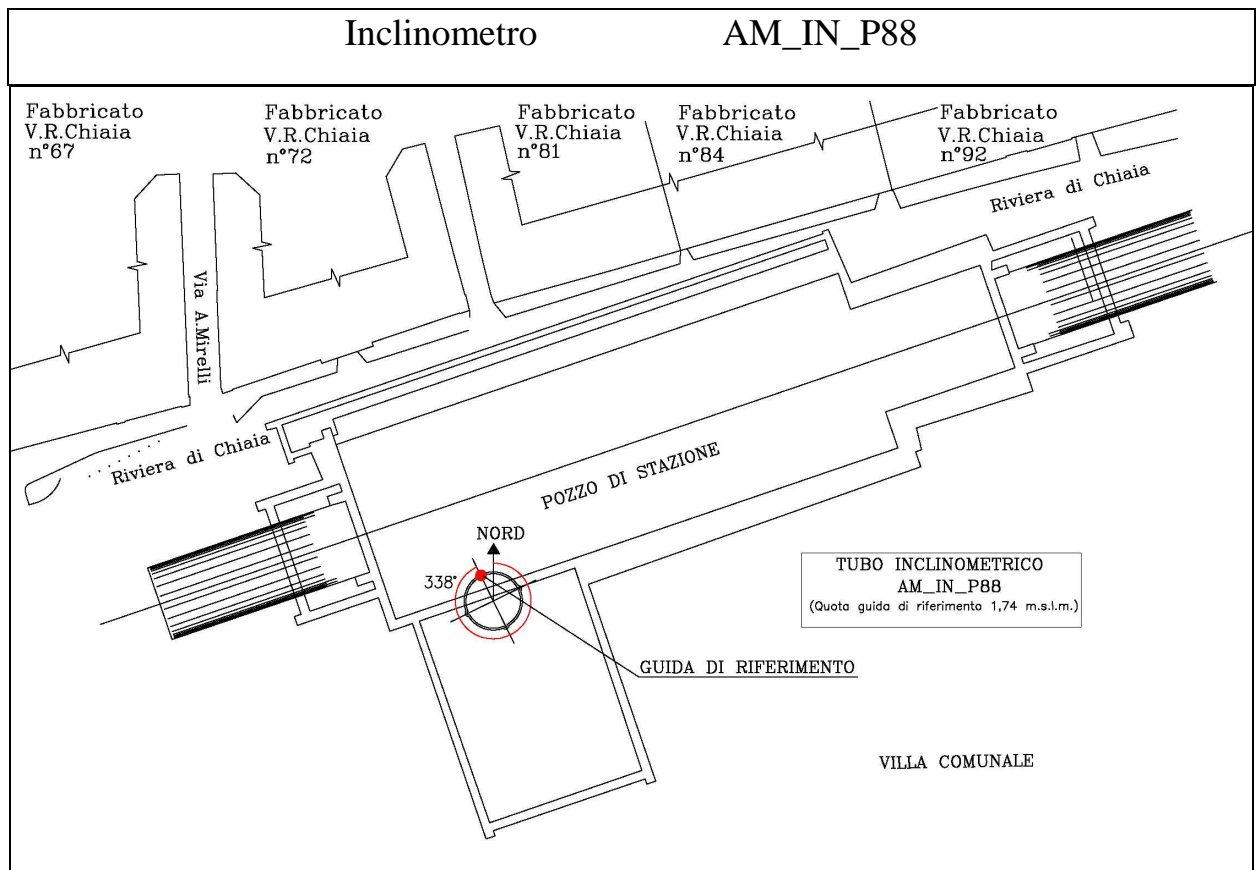 Inclinometro AM_IN_P88
Fabbricato
V.R.Chiaia
n°67
Fabbricato
V.R.Chiaia
n°72
Fabbricato
V.R.Chiaia
n°81
Fabbricato
V.R.Chiaia
n°84
Fabbricato
V.R.Chiaia
n°92
Riviera di Chiaia
Via A.Mirelli
Riviera di Chiaia
POZZO DI STAZIONE
NORD
338°
TUBO INCLINOMETRICO
AM_IN_P88
(Quota guida di riferimento 1,74 m.s.l.m.)
GUIDA DI RIFERIMENTO
VILLA COMUNALE